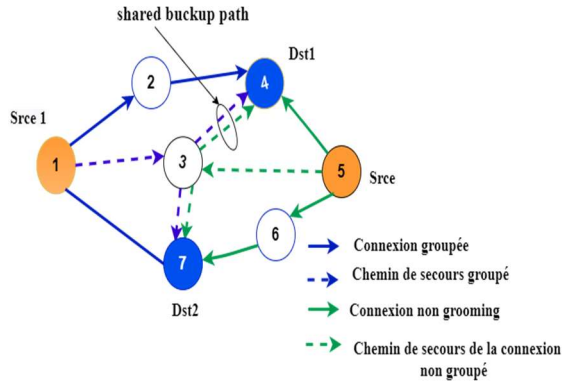 shared buckup path
Dst1
2
4
Srce 1
1
3
5
Srce
6
7
Dst2
Connexion groupée
Chemin de secours groupé
Connexion non grooming
Chemin de secours de la connexion
non groupé